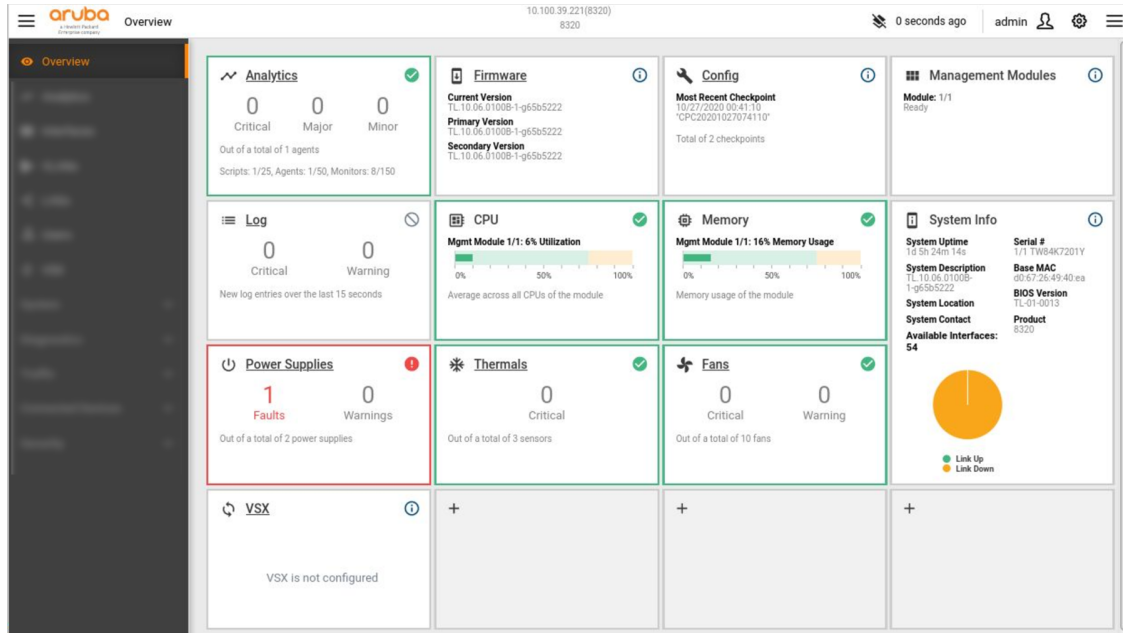 aruba
a Hewlett Packard
Enterprise company
Overview
10.100.39.221(8320)
8320
0 seconds ago
admin
Overview
Analytics
0 0 0
Critical Major Minor
Out of a total of 1 agents
Scripts: 1/25, Agents: 1/50, Monitors: 8/150
Firmware
Current Version
TL.10.06.0100B-1-g65b5222
Primary Version
TL.10.06.0100B-1-g65b5222
Secondary Version
TL.10.06.0100B-1-g65b5222
Config
Most Recent Checkpoint
10/27/2020 00:41:10
"CPC20201027074110"
Total of 2 checkpoints
Management Modules
Module: 1/1
Ready
Log
0 0
Critical Warning
New log entries over the last 15 seconds
CPU
Mgmt Module 1/1: 6% Utilization
0% 50% 100%
Average across all CPUs of the module
Memory
Mgmt Module 1/1: 16% Memory Usage
0% 50% 100%
Memory usage of the module
System Info
System Uptime
1d 5h 24m 14s
System Description
TL.10.06.0100B-
1-g65b5222
System Location
System Contact
Available Interfaces:
54
Serial #
1/1 TW84K7201Y
Base MAC
d0:67:26:49:40:ea
BIOS Version
TL-01-0013
Product
8320
Link Up
Link Down
Power Supplies
1 0
Faults Warnings
Out of a total of 2 power supplies
Thermals
0
Critical
Out of a total of 3 sensors
Fans
0 0
Critical Warning
Out of a total of 10 fans
VSX
VSX is not configured